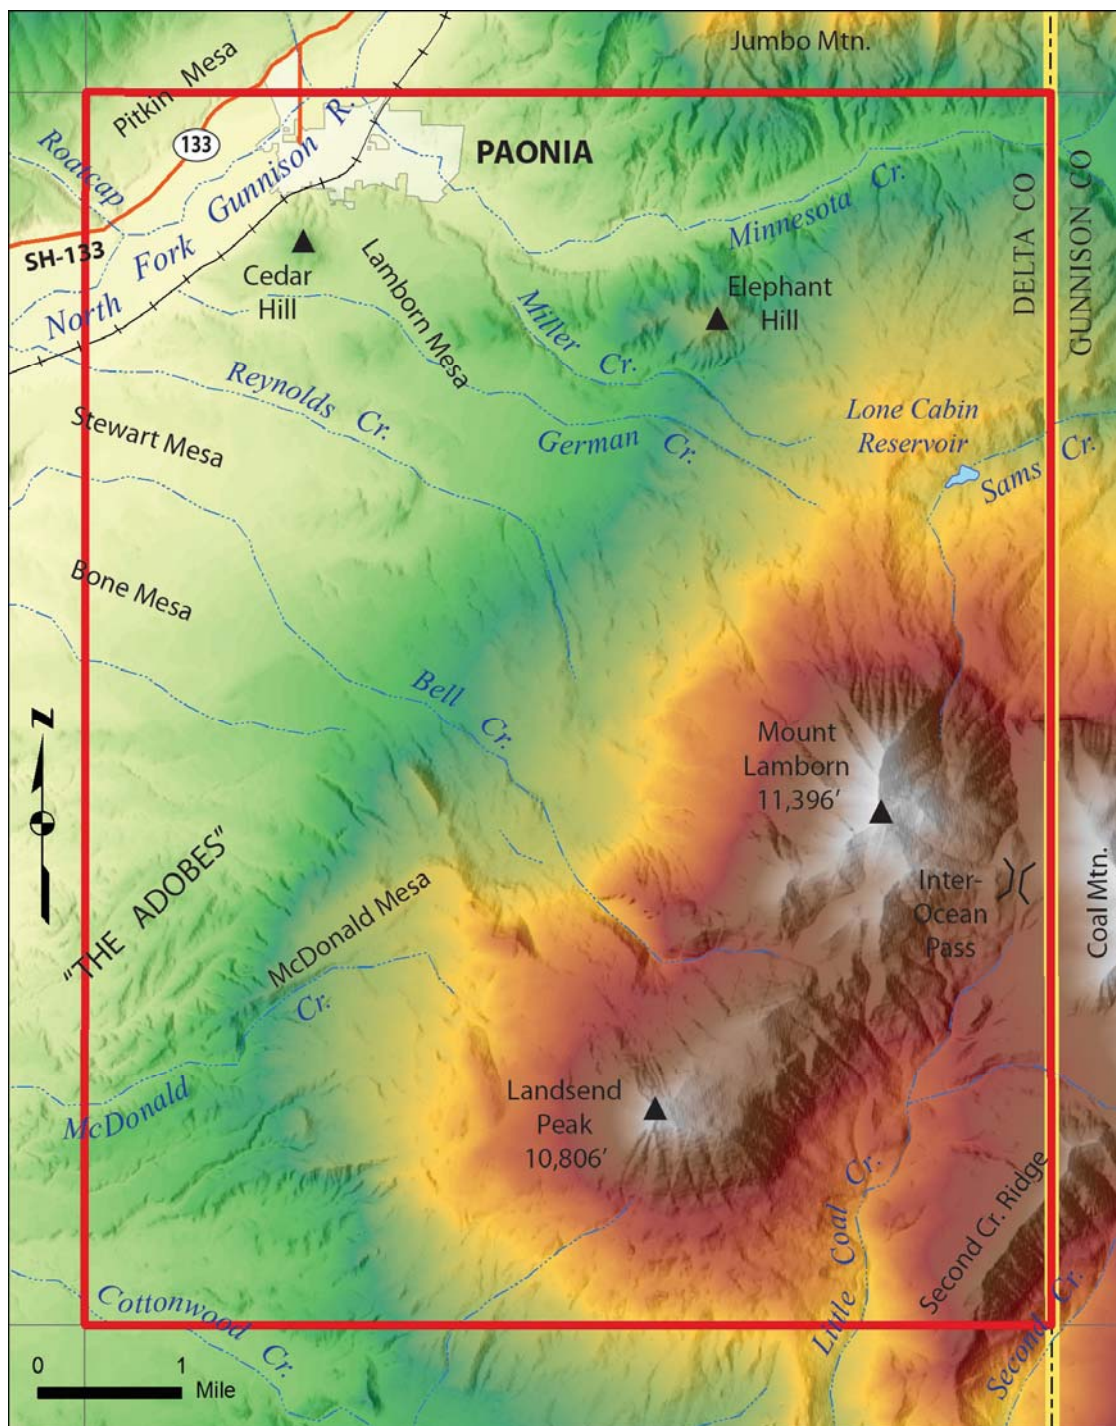 Jumbo Mtn.
Pitkin Mesa
133
Roatcap
PAONIA
North Fork Gunnison R.
Minnesota Cr.
DELTA CO
GUNNISON CO
SH-133
Cedar
Hill
Lamborn Mesa
Elephant
Hill
Miller Cr.
Reynolds Cr.
Stewart Mesa
German Cr.
Lone Cabin
Reservoir
Sams Cr.
Bone Mesa
Bell Cr.
Mount
Lamborn
11,396'
Z
"THE ADOBES"
McDonald Mesa
Inter-
Ocean
Pass
Coal Mtn.
McDonald Cr.
Landsend
Peak
10,806'
Little Coal Cr.
Second Cr. Ridge
Second Cr.
Cottonwood Cr.
0 1
Mile